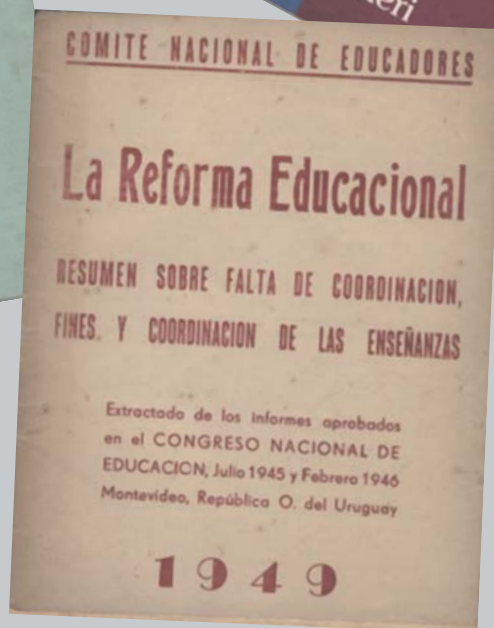 COMITE NACIONAL DE EDUCADORES
La Reforma Educacional
RESUMEN SOBRE FALTA DE COORDINACION,
FINES Y COORDINACION DE LAS ENSEÑANZAS
Extractado de los informes aprobados
en el CONGRESO NACIONAL DE
EDUCACION, Julio 1945 y Febrero 1946
Montevideo, República O. del Uruguay
1949